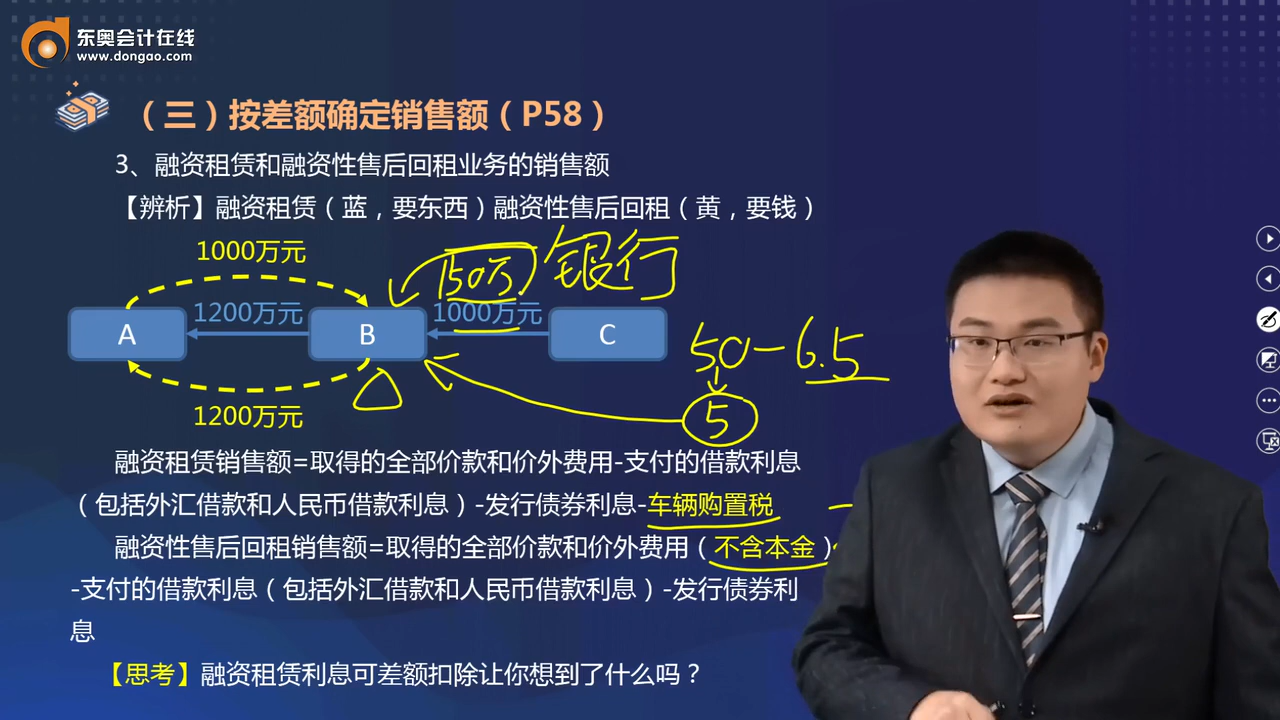 东奥会计在线
www.dongao.com
（三）按差额确定销售额（P58）
3、融资租赁和融资性售后回租业务的销售额
【辨析】融资租赁（蓝，要东西）融资性售后回租（黄，要钱）
1000万元
150万
银行
1200万元
1000万元
A
B
C
50-6.5
5
1200万元
融资租赁销售额=取得的全部价款和价外费用-支付的借款利息
（包括外汇借款和人民币借款利息）-发行债券利息-车辆购置税
融资性售后回租销售额=取得的全部价款和价外费用（不含本金）
-支付的借款利息（包括外汇借款和人民币借款利息）-发行债券利
息
【思考】融资租赁利息可差额扣除让你想到了什么吗？